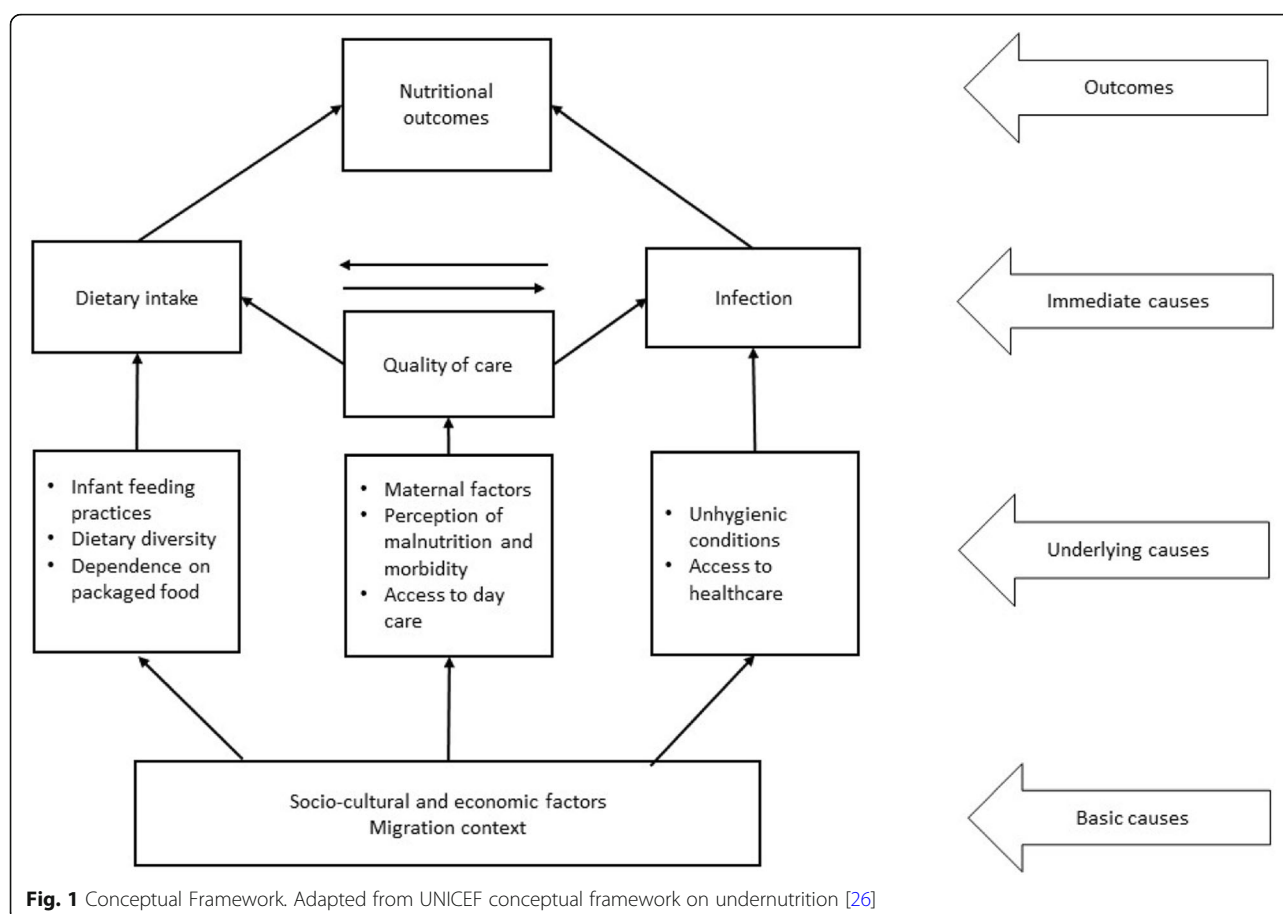 Nutritional
outcomes
Outcomes
Dietary intake
Infection
Immediate causes
Quality of care
• Infant feeding
practices
• Dietary diversity
• Dependence on
packaged food
• Maternal factors
• Perception of
malnutrition and
morbidity
• Access to day
care
• Unhygienic
conditions
• Access to
healthcare
Underlying causes
Socio-cultural and economic factors
Migration context
Basic causes
Fig. 1 Conceptual Framework. Adapted from UNICEF conceptual framework on undernutrition [26]